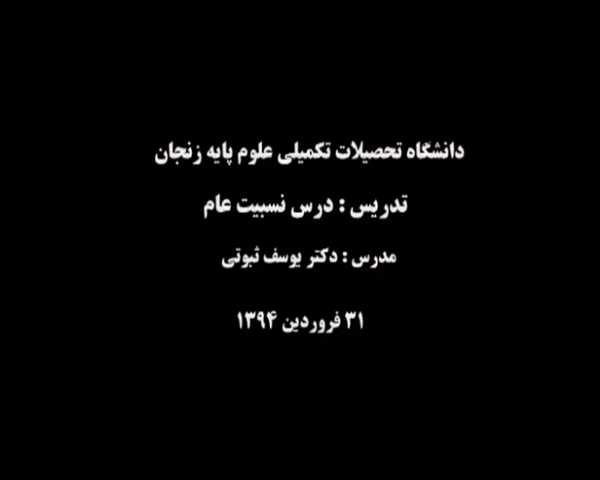 دانشگاه تحصیلات تکمیلی علوم پایه زنجان
تدریس : درس نسبیت عام
مدرس : دکتر یوسف ثبوتی
۳۱ فروردین ۱۳۹۴